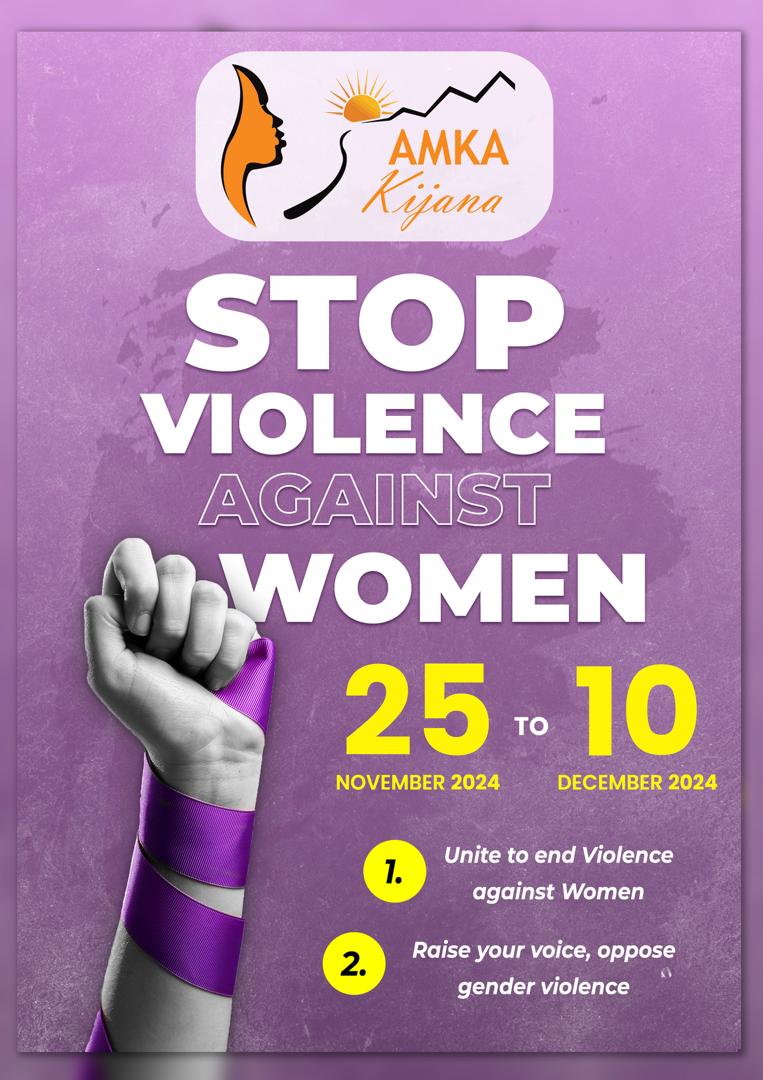 AMKA
Kijana
STOP
VIOLENCE
AGAINST
WOMEN
25 TO 10
NOVEMBER 2024 DECEMBER 2024
1. Unite to end Violence
against Women
2. Raise your voice, oppose
gender violence